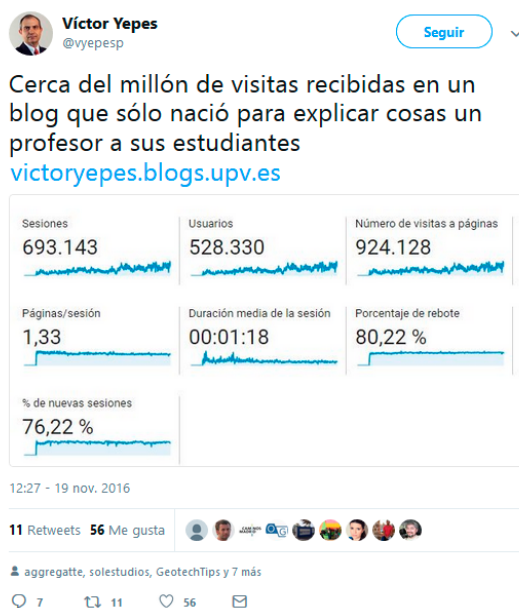 Víctor Yepes
@vyepesp
Seguir
Cerca del millón de visitas recibidas en un
blog que sólo nació para explicar cosas un
profesor a sus estudiantes
victoryepes.blogs.upv.es
Sesiones
693.143
Usuarios
528.330
Número de visitas a páginas
924.128
Páginas/sesión
1,33
Duración media de la sesión
00:01:18
Porcentaje de rebote
80,22 %
% de nuevas sesiones
76,22 %
12:27 - 19 nov. 2016
11 Retweets 56 Me gusta
aggregatte, solestudios, GeotechTips y 7 más
7 11 56